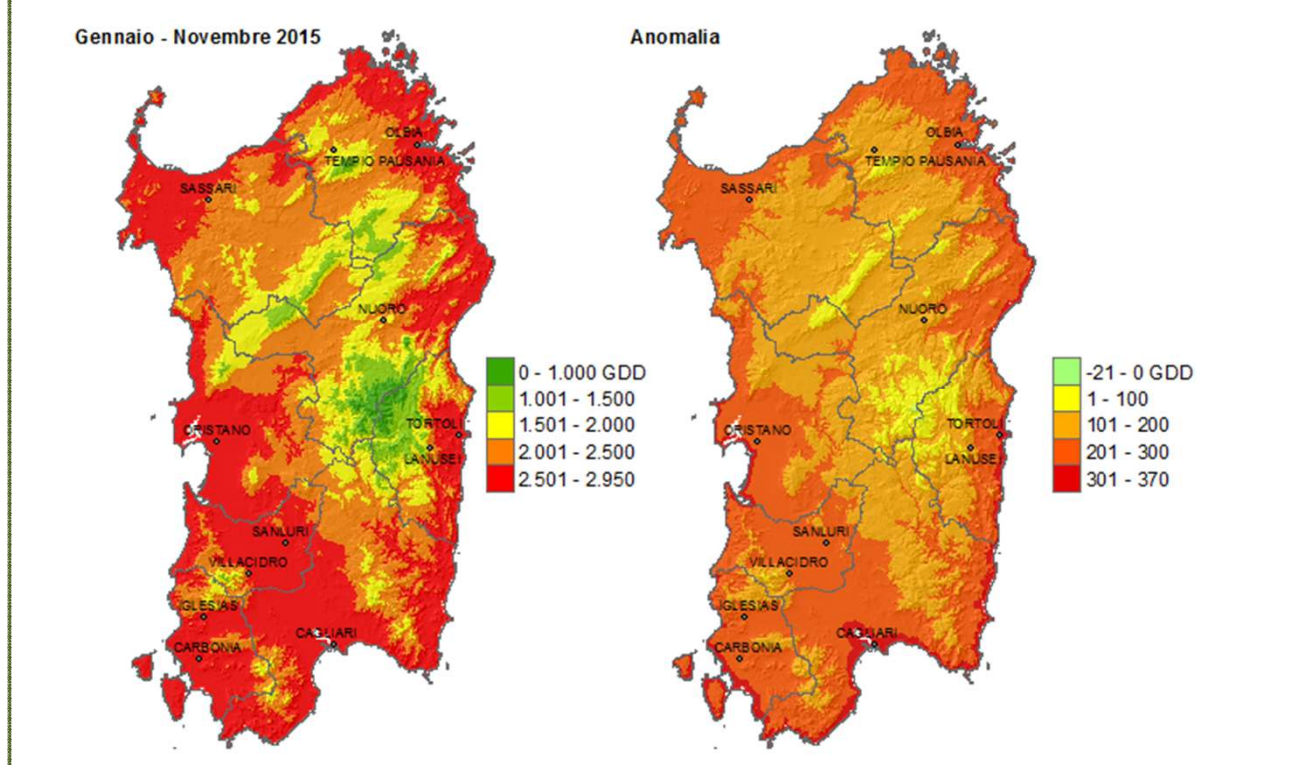 Gennaio - Novembre 2015
OLBIA
TEMPIO PAUSANIA
SASSARI
NUORO
0 - 1.000 GDD
1.001 - 1.500
1.501 - 2.000
2.001 - 2.500
2.501 - 2.950
TORTOLI
ORISTANO
LANUSEI
SANLURI
VILLACIDRO
IGLESIAS
CAGLIARI
CARBONIA
Anomalia
OLBIA
TEMPIO PAUSANIA
SASSARI
NUORO
-21 - 0 GDD
1 - 100
101 - 200
201 - 300
301 - 370
TORTOLI
ORISTANO
LANUSEI
SANLURI
VILLACIDRO
IGLESIAS
CAGLIARI
CARBONIA